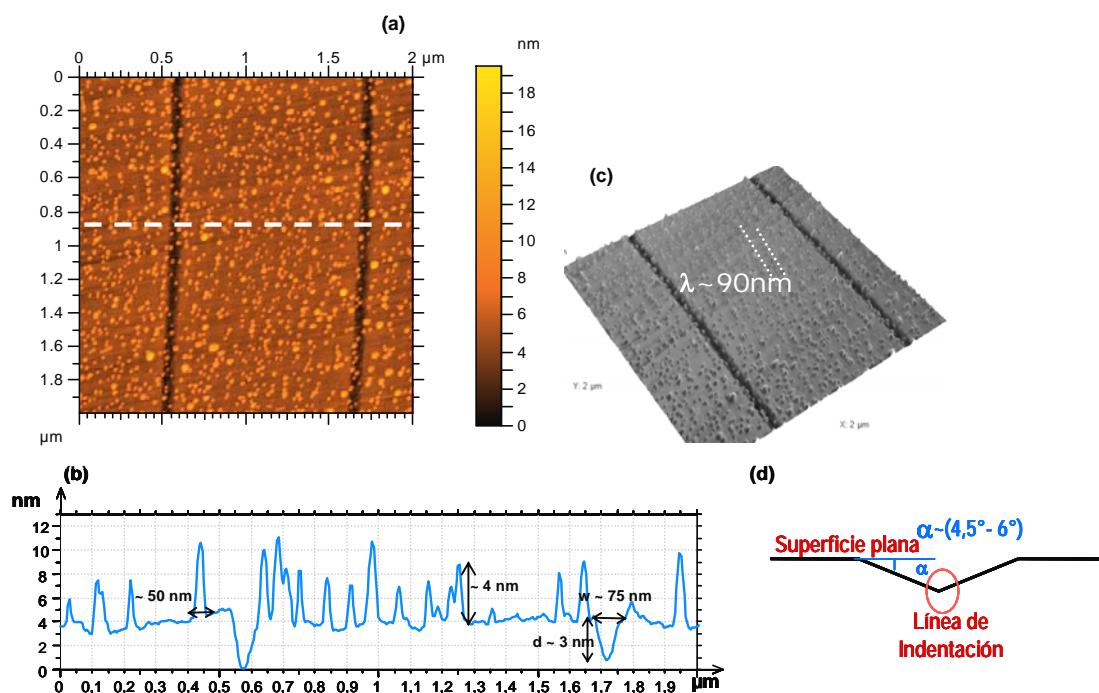 (a)
0 0.5 1 1.5 2 µm
nm
0
0.2
0.4
0.6
0.8
1
1.2
1.4
1.6
1.8
µm
18
16
14
12
10
8
6
4
2
0
(c)
λ~90nm
Y: 2 µm
X: 2 µm
(b)
nm
12
10
8
6
4
2
0
~ 50 nm
~ 4 nm
w ~ 75 nm
d ~ 3 nm
0 0.1 0.2 0.3 0.4 0.5 0.6 0.7 0.8 0.9 1 1.1 1.2 1.3 1.4 1.5 1.6 1.7 1.8 1.9 µm
(d)
α~(4,5°- 6°)
Superficie plana
α
Línea de
Indentación